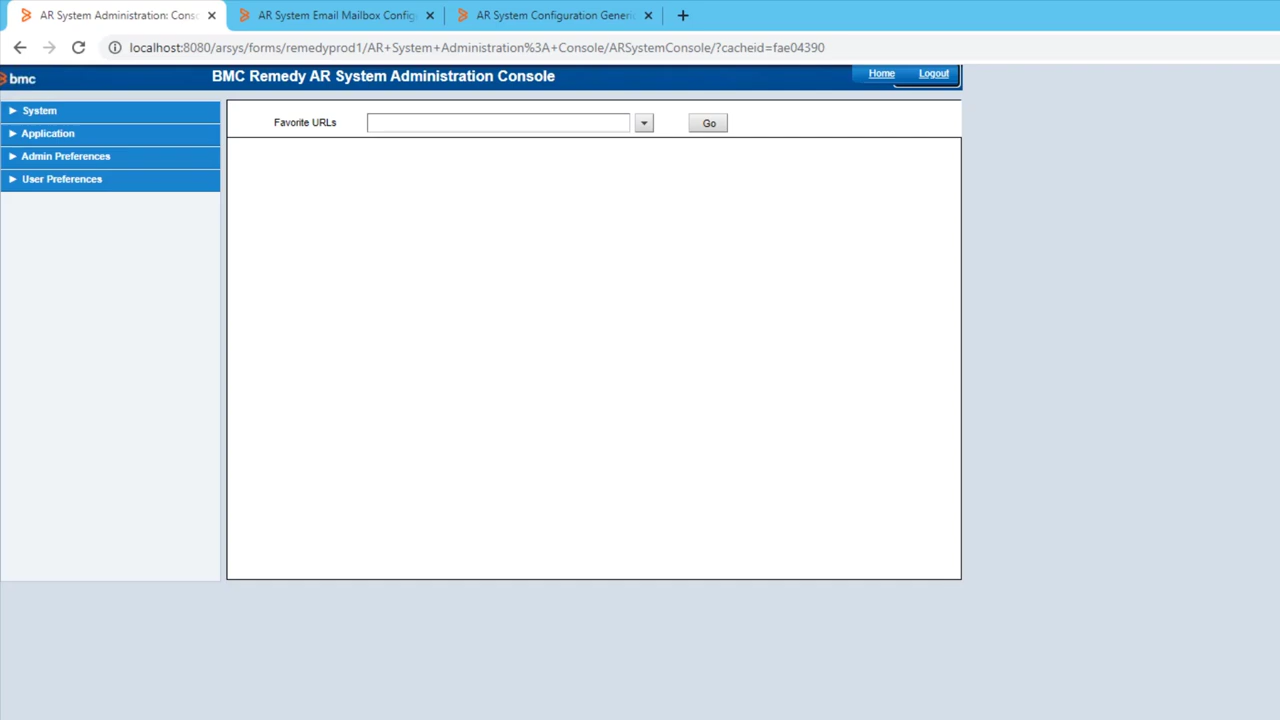 AR System Administration: Cons
AR System Email Mailbox Config
AR System Configuration Generi
localhost:8080/arsys/forms/remedyprod1/AR+System+Administration%3A+Console/ARSystemConsole/?cacheid=fae04390
bmc
BMC Remedy AR System Administration Console
Home
Logout
System
Application
Admin Preferences
User Preferences
Favorite URLs
Go